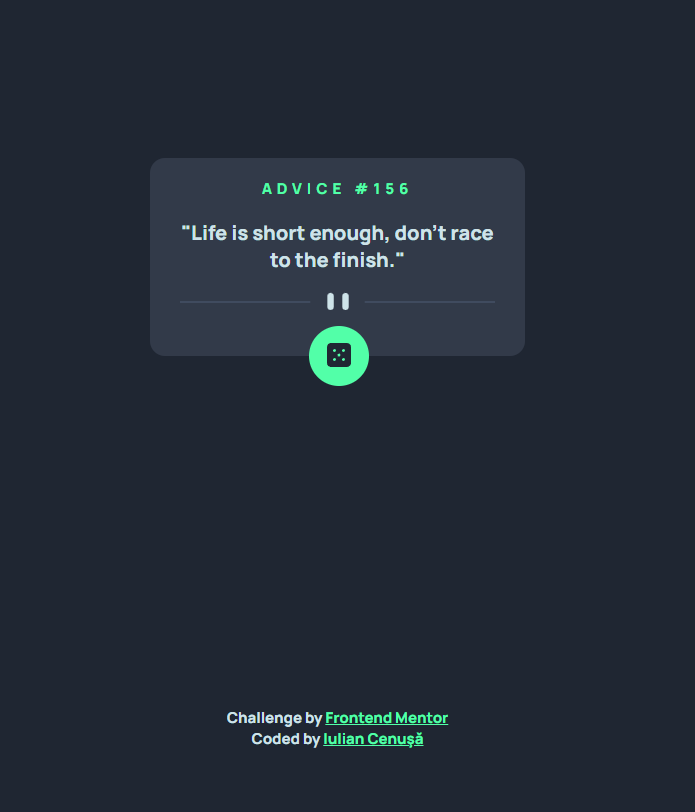 ADVICE #156
"Life is short enough, don't race
to the finish."
Challenge by Frontend Mentor
Coded by Iulian Cenușă